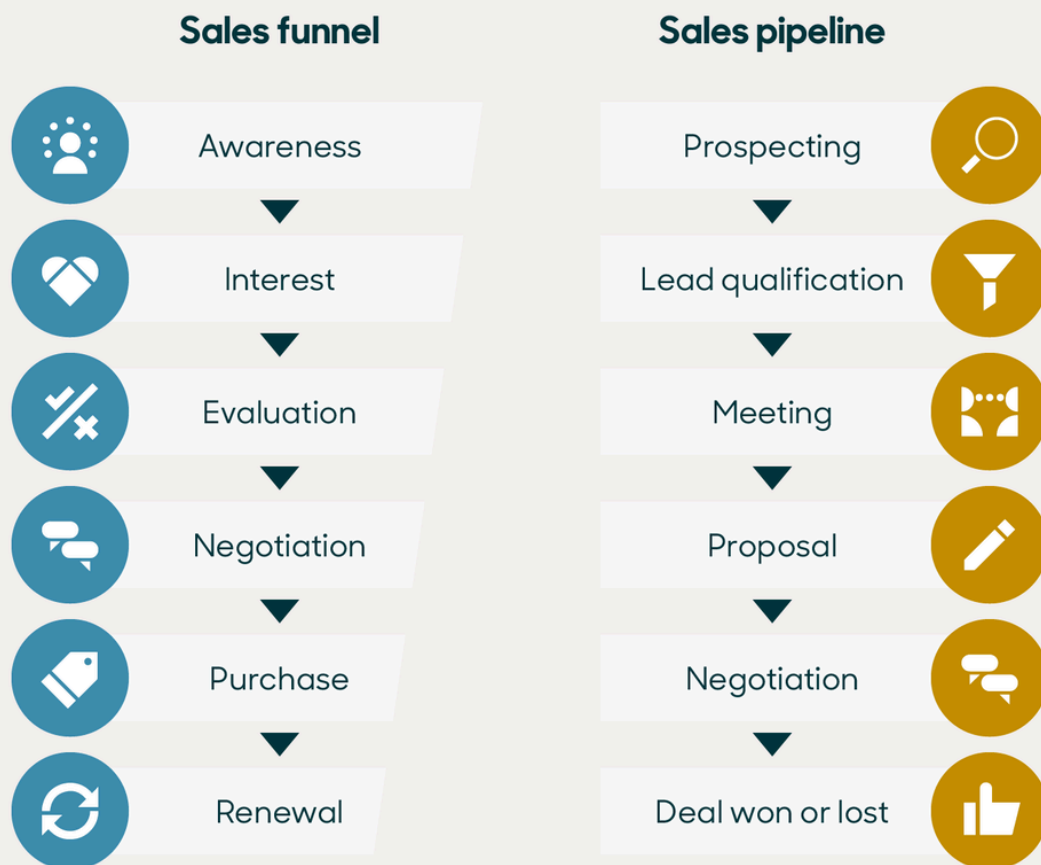 Sales funnel
Awareness
Interest
Evaluation
Negotiation
Purchase
Renewal
Sales pipeline
Prospecting
Lead qualification
Meeting
Proposal
Negotiation
Deal won or lost